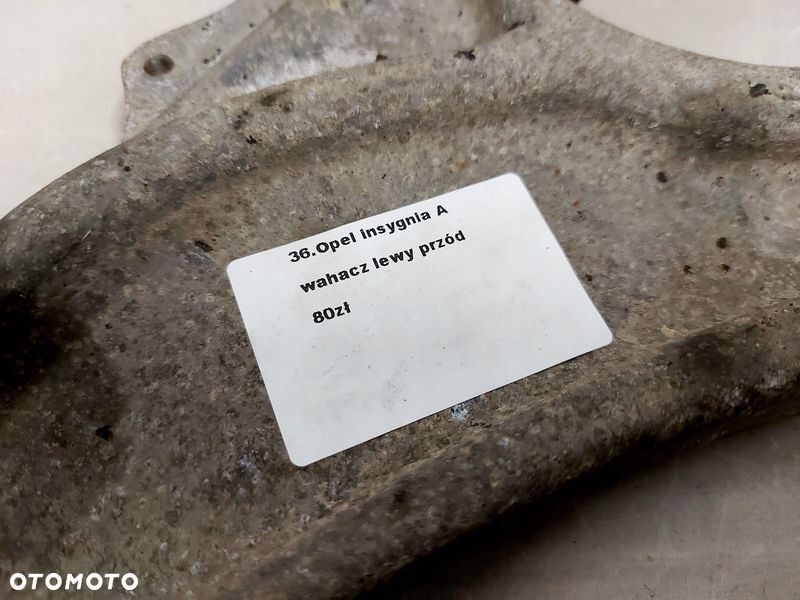 36.Opel insygnia A
wahacz lewy przód
80zł
OTOMOTO